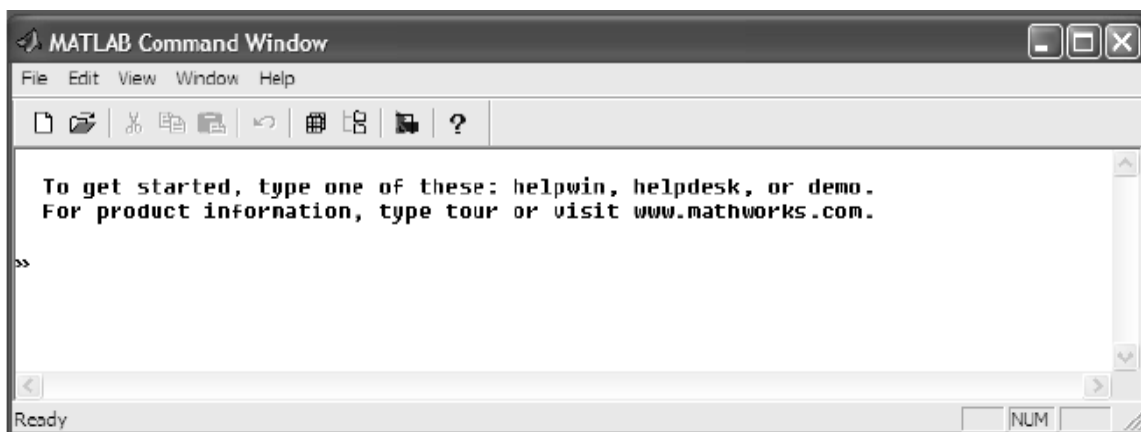 MATLAB Command Window
File Edit View Window Help
To get started, type one of these: helpwin, helpdesk, or demo.
For product information, type tour or visit www.mathworks.com.
»
Ready NUM